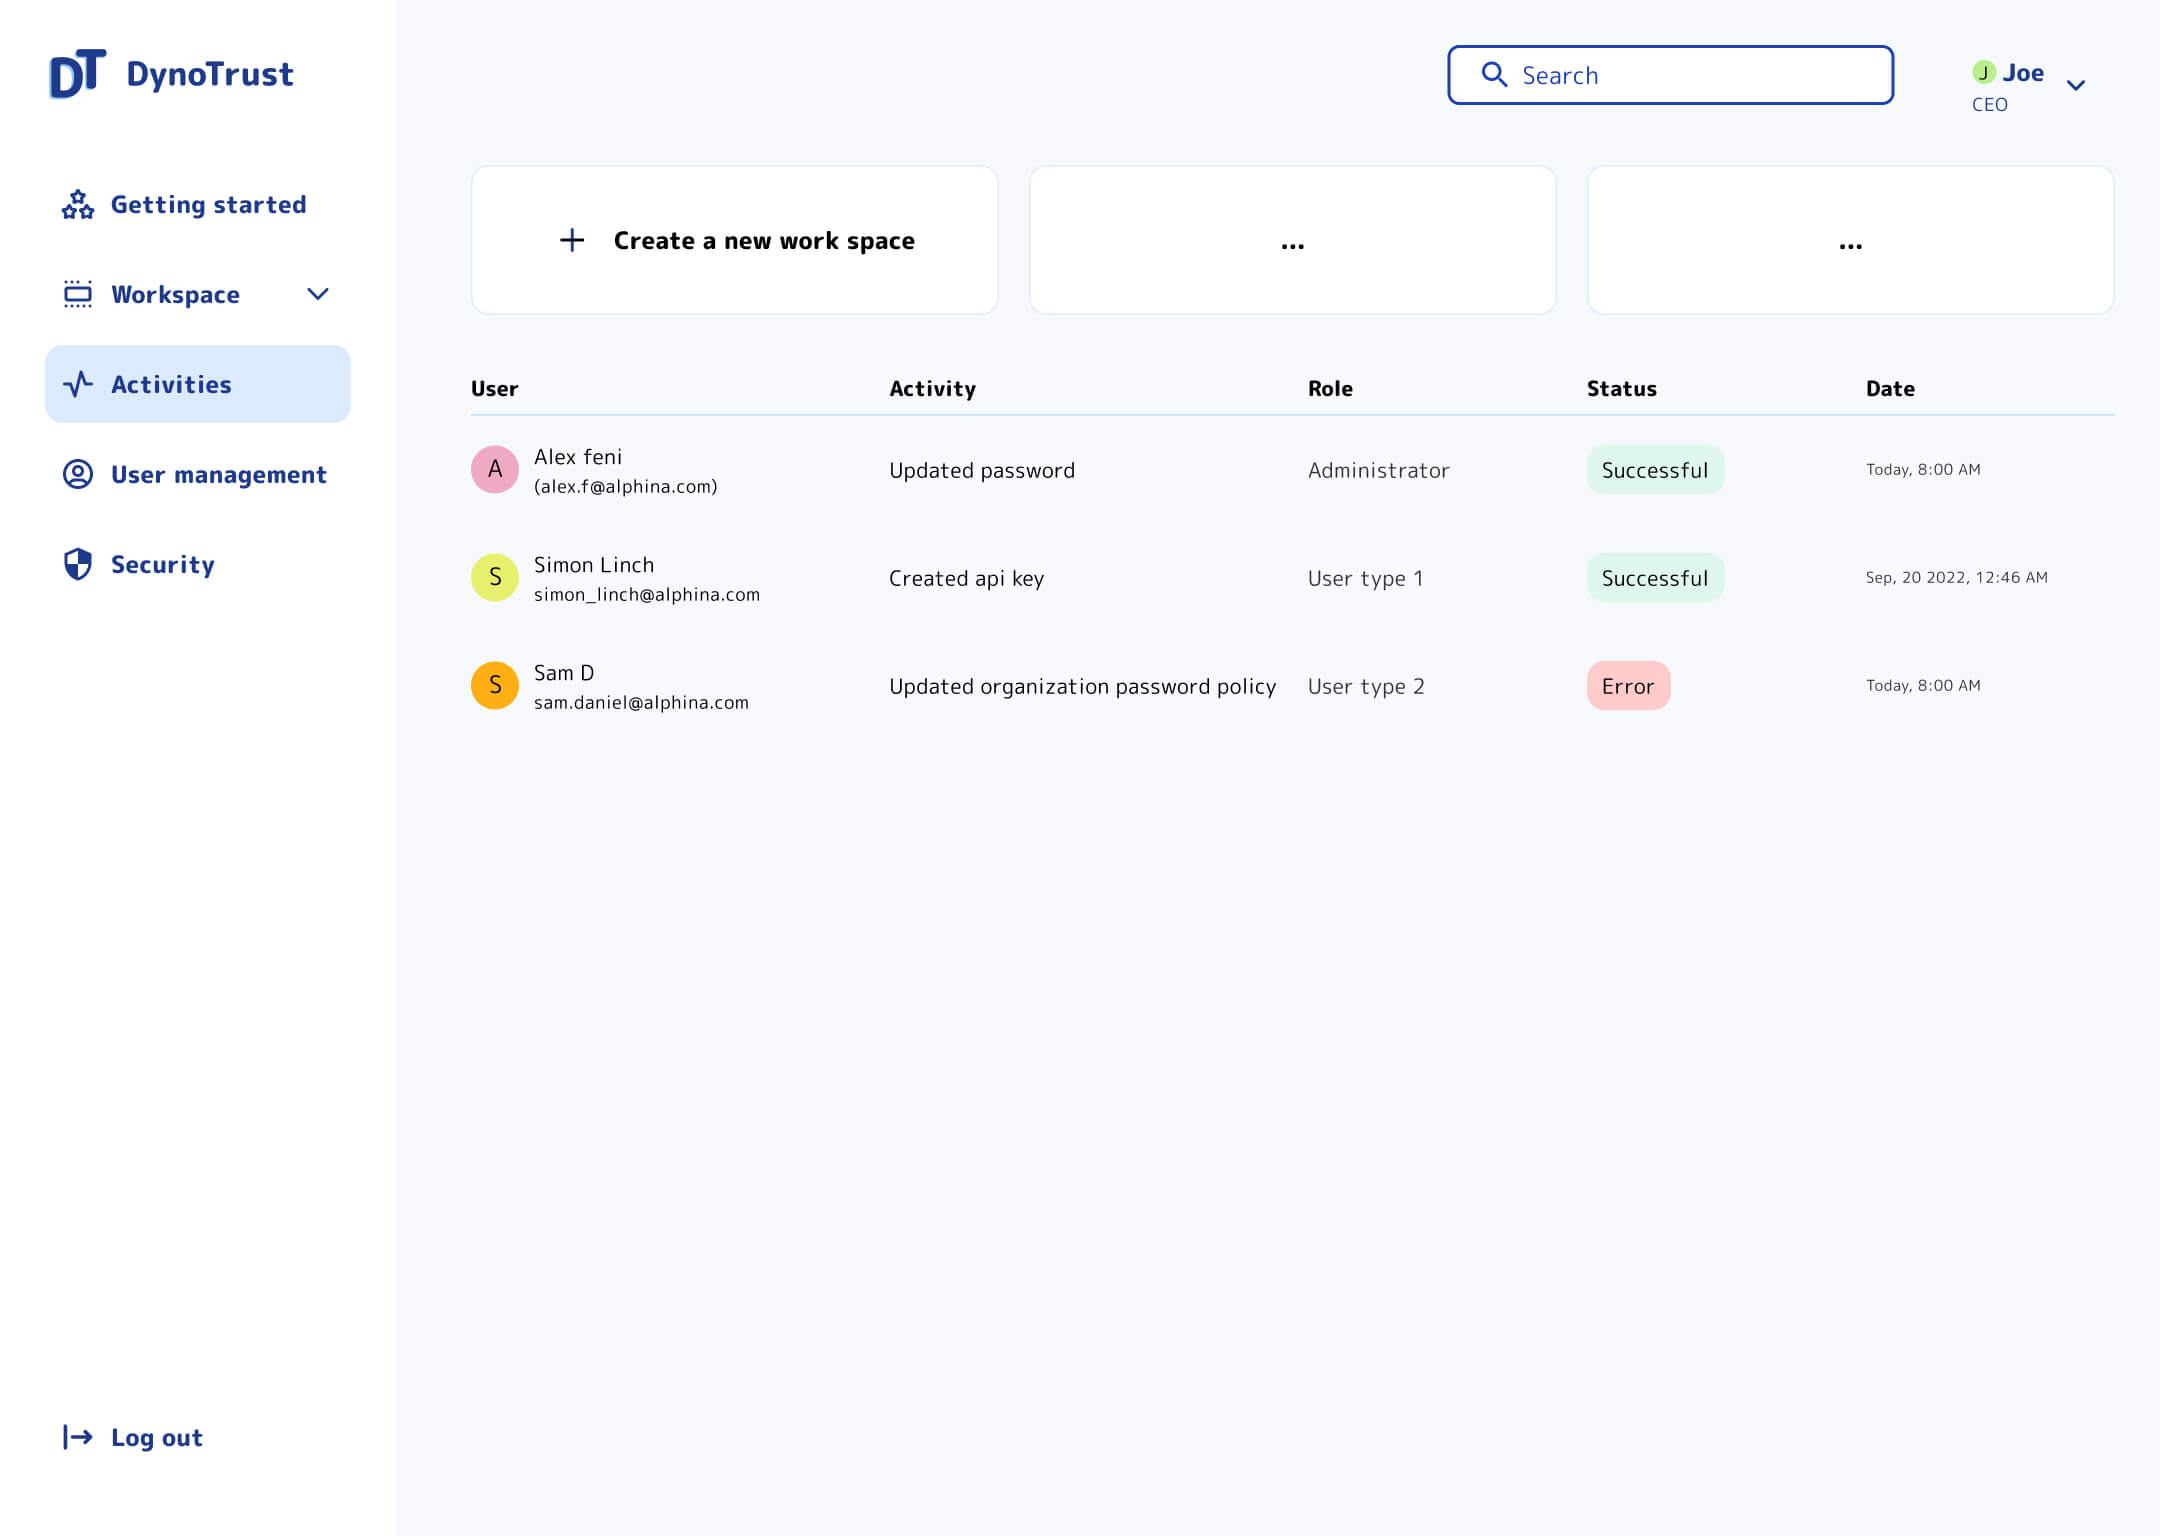 DT DynoTrust
Search
J Joe
CEO
Getting started
Workspace
Activities
User management
Security
Log out
Create a new work space
...
...
User Activity Role Status Date
A Alex feni
(alex.f@alphina.com)
Updated password Administrator Successful Today, 8:00 AM
S Simon Linch
simon_linch@alphina.com
Created api key User type 1 Successful Sep, 20 2022, 12:46 AM
S Sam D
sam.daniel@alphina.com
Updated organization password policy User type 2 Error Today, 8:00 AM